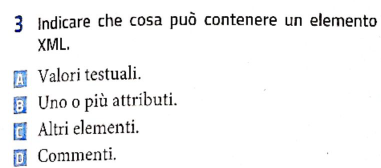 3 Indicare che cosa può contenere un elemento
XML.
A Valori testuali.
B Uno o più attributi.
C Altri elementi.
D Commenti.